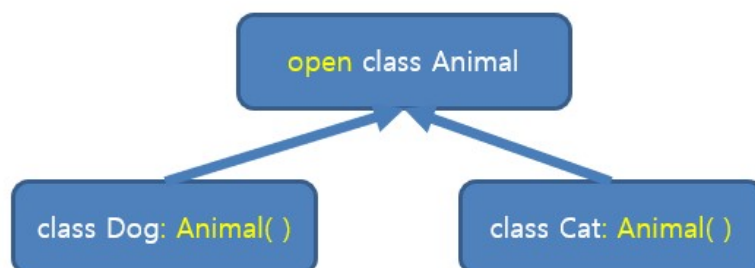 open class Animal
class Dog: Animal( )
class Cat: Animal( )